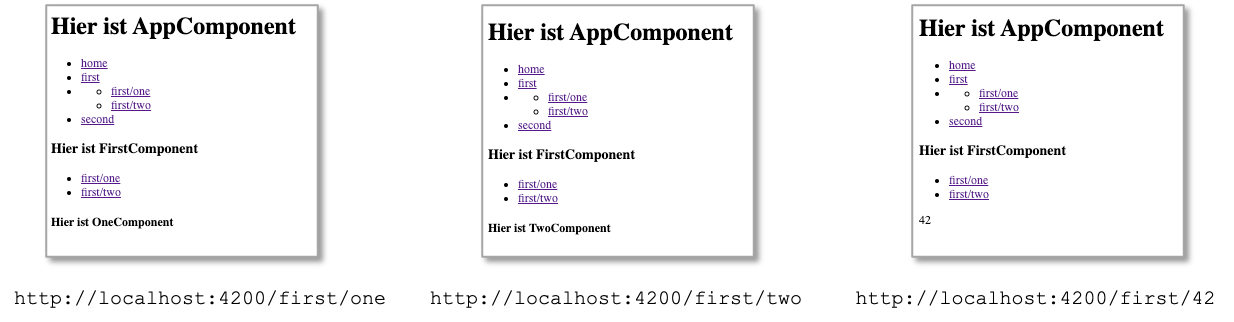 Hier ist AppComponent
home
first
first/one
first/two
second
Hier ist FirstComponent
first/one
first/two
Hier ist OneComponent
http://localhost:4200/first/one
Hier ist AppComponent
home
first
first/one
first/two
second
Hier ist FirstComponent
first/one
first/two
Hier ist TwoComponent
http://localhost:4200/first/two
Hier ist AppComponent
home
first
first/one
first/two
second
Hier ist FirstComponent
first/one
first/two
42
http://localhost:4200/first/42